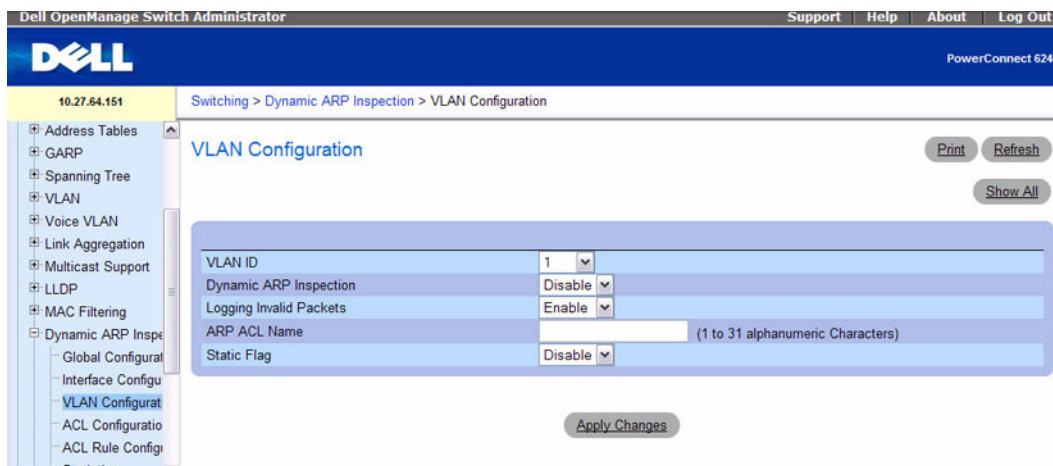 Dell OpenManage Switch Administrator
Support Help About Log Out
DELL
PowerConnect 624
10.27.64.151
Switching > Dynamic ARP Inspection > VLAN Configuration
Address Tables
GARP
Spanning Tree
VLAN
Voice VLAN
Link Aggregation
Multicast Support
LLDP
MAC Filtering
Dynamic ARP Inspe
Global Configurat
Interface Configu
VLAN Configurat
ACL Configuratio
ACL Rule Config
VLAN Configuration
Print Refresh
Show All
VLAN ID 1
Dynamic ARP Inspection Disable
Logging Invalid Packets Enable
ARP ACL Name (1 to 31 alphanumeric Characters)
Static Flag Disable
Apply Changes